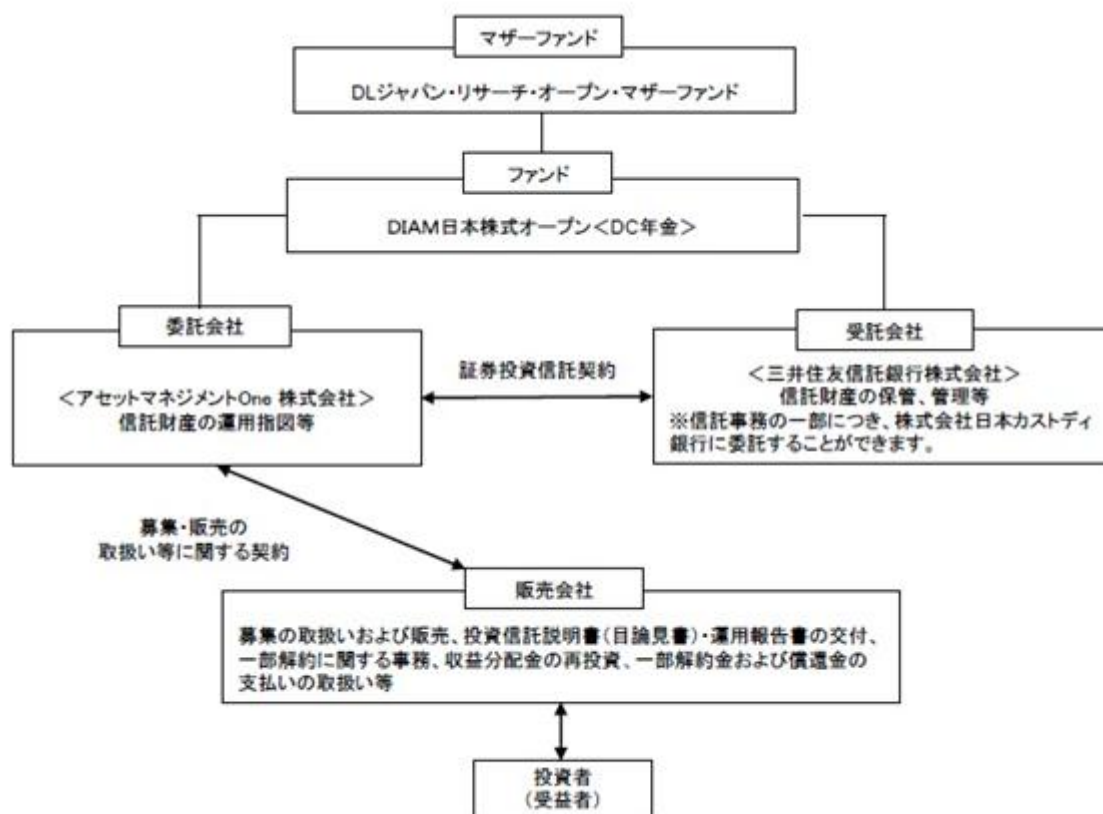 マザーファンド
DLジャパン・リサーチ・オープン・マザーファンド
ファンド
DIAM日本株式オープン＜DC年金＞
委託会社
＜アセットマネジメントOne 株式会社＞
信託財産の運用指図等
証券投資信託契約
受託会社
＜三井住友信託銀行株式会社＞
信託財産の保管、管理等
※信託事務の一部につき、株式会社日本カストディ
銀行に委託することができます。
募集・販売の
取扱い等に関する契約
販売会社
募集の取扱いおよび販売、投資信託説明書（目論見書）・運用報告書の交付、
一部解約に関する事務、収益分配金の再投資、一部解約金および償還金の
支払いの取扱い等
投資者
（受益者）